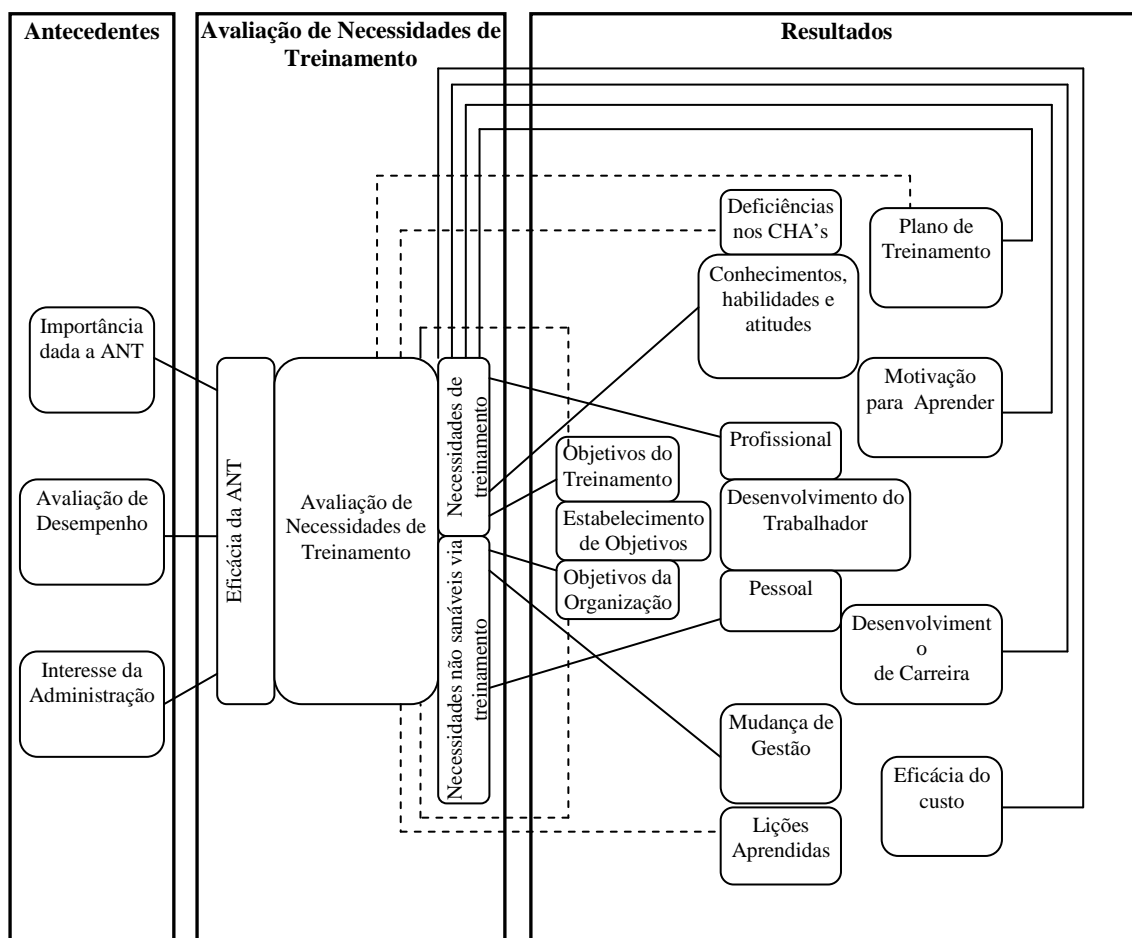 Antecedentes
Avaliação de Necessidades de
Treinamento
Resultados
Importância
dada a ANT
Avaliação de
Desempenho
Interesse da
Administração
Eficácia da ANT
Avaliação de
Necessidades de
Treinamento
Necessidades de
treinamento
Necessidades não sanáveis via
treinamento
Objetivos do
Treinamento
Estabelecimento
de Objetivos
Objetivos da
Organização
Deficiências
nos CHA's
Conhecimentos,
habilidades e
atitudes
Profissional
Desenvolvimento do
Trabalhador
Pessoal
Mudança de
Gestão
Lições
Aprendidas
Plano de
Treinamento
Motivação
para Aprender
Desenvolviment
o
de Carreira
Eficácia do
custo